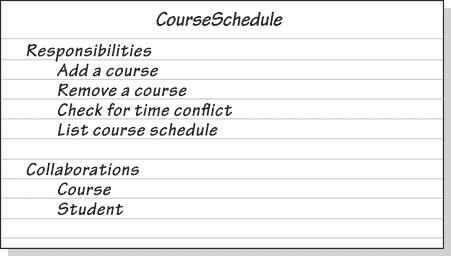 CourseSchedule
Responsibilities
Add a course
Remove a course
Check for time conflict
List course schedule
Collaborations
Course
Student